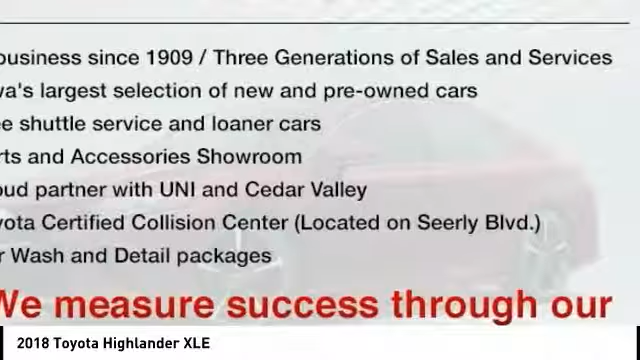 business since 1909 / Three Generations of Sales and Services
va's largest selection of new and pre-owned cars
e shuttle service and loaner cars
rts and Accessories Showroom
oud partner with UNI and Cedar Valley
yota Certified Collision Center (Located on Seerly Blvd.)
r Wash and Detail packages
We measure success through our
2018 Toyota Highlander XLE